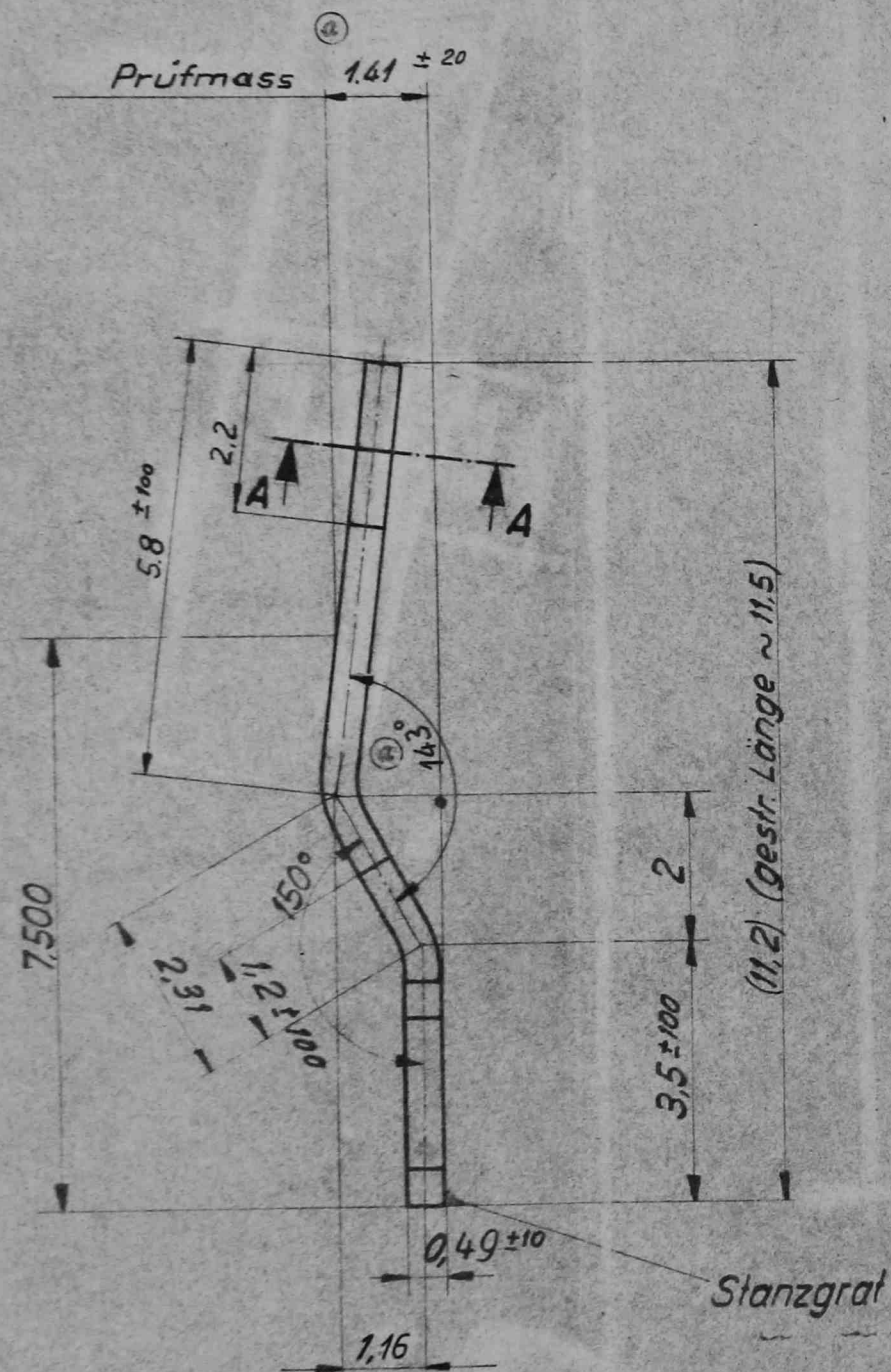 a
Prüfmass 1.41 ± 20
2,2
A A
5.8 ± 100
143°
(11,2) (gestr. Länge ~ 11,5)
7,500
150°
2
2,31
1,2 ± 100
3,5 ± 100
0,49 ± 10
Stanzgrat
1,16